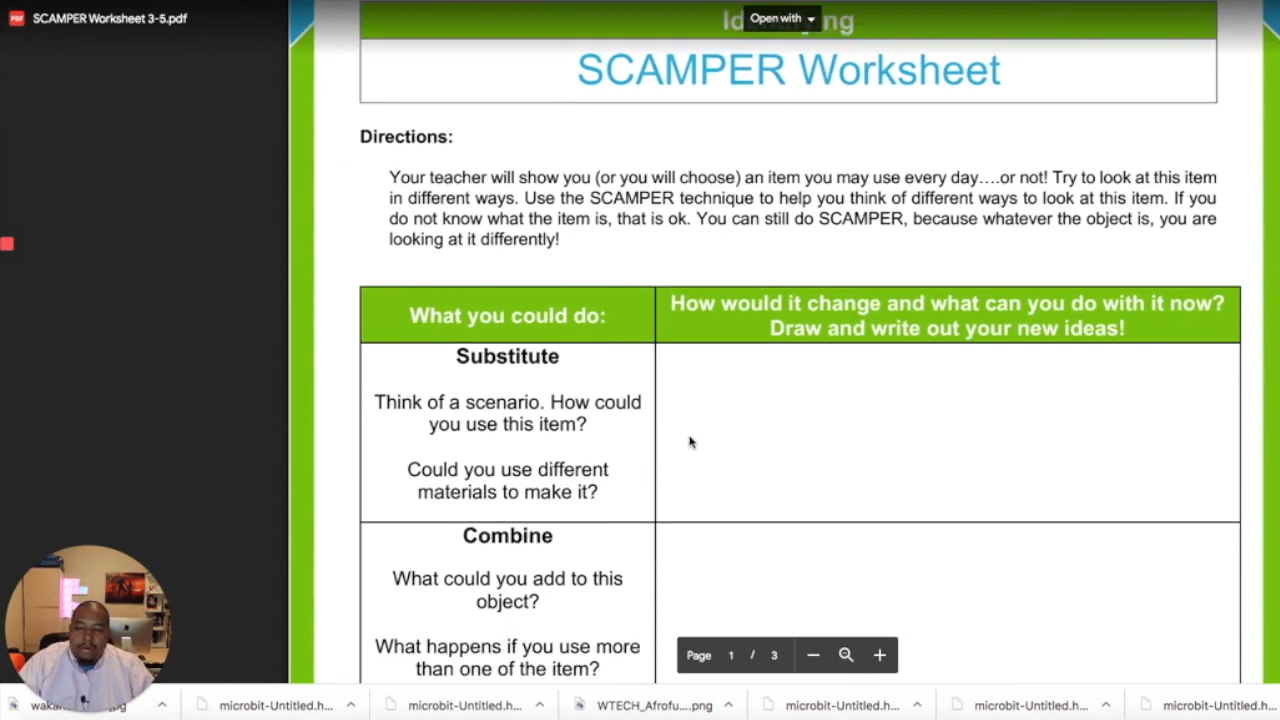 SCAMPER Worksheet 3-5.pdf
Open with
SCAMPER Worksheet
Directions:
Your teacher will show you (or you will choose) an item you may use every day….or not! Try to look at this item
in different ways. Use the SCAMPER technique to help you think of different ways to look at this item. If you
do not know what the item is, that is ok. You can still do SCAMPER, because whatever the object is, you are
looking at it differently!
What you could do:
How would it change and what can you do with it now?
Draw and write out your new ideas!
Substitute
Think of a scenario. How could
you use this item?
Could you use different
materials to make it?
Combine
What could you add to this
object?
What happens if you use more
than one of the item?
Page 1 / 3
microbit-Untitled.h...
microbit-Untitled.h...
WTECH_Afrofu....png
microbit-Untitled.h...
microbit-Untitled.h...
microbit-Untitled.h...